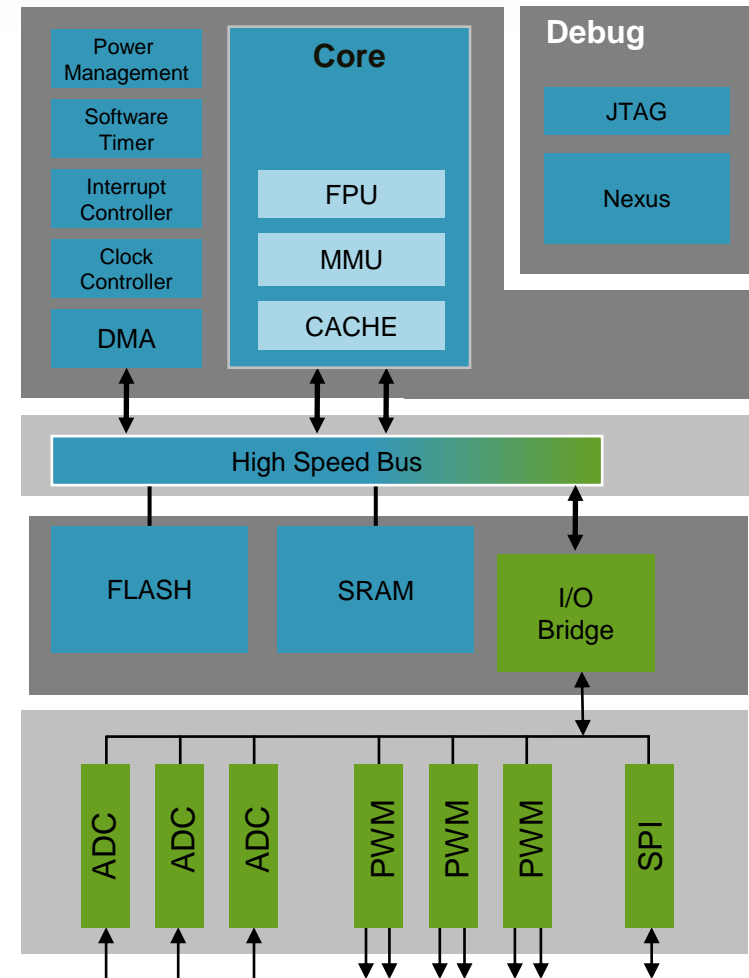 Power
Management
Software
Timer
Interrupt
Controller
Clock
Controller
DMA
Core
FPU
MMU
CACHE
Debug
JTAG
Nexus
High Speed Bus
FLASH
SRAM
I/O
Bridge
ADC
ADC
ADC
PWM
PWM
PWM
SPI